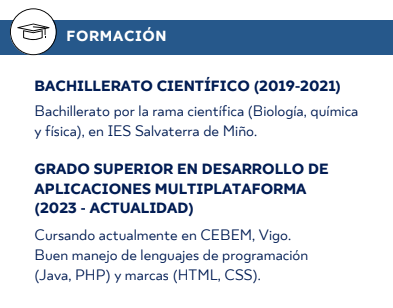 FORMACIÓN
BACHILLERATO CIENTÍFICO (2019-2021)
Bachillerato por la rama científica (Biología, química
y física), en IES Salvaterra de Miño.
GRADO SUPERIOR EN DESARROLLO DE
APLICACIONES MULTIPLATAFORMA
(2023 - ACTUALIDAD)
Cursando actualmente en CEBEM, Vigo.
Buen manejo de lenguajes de programación
(Java, PHP) y marcas (HTML, CSS).